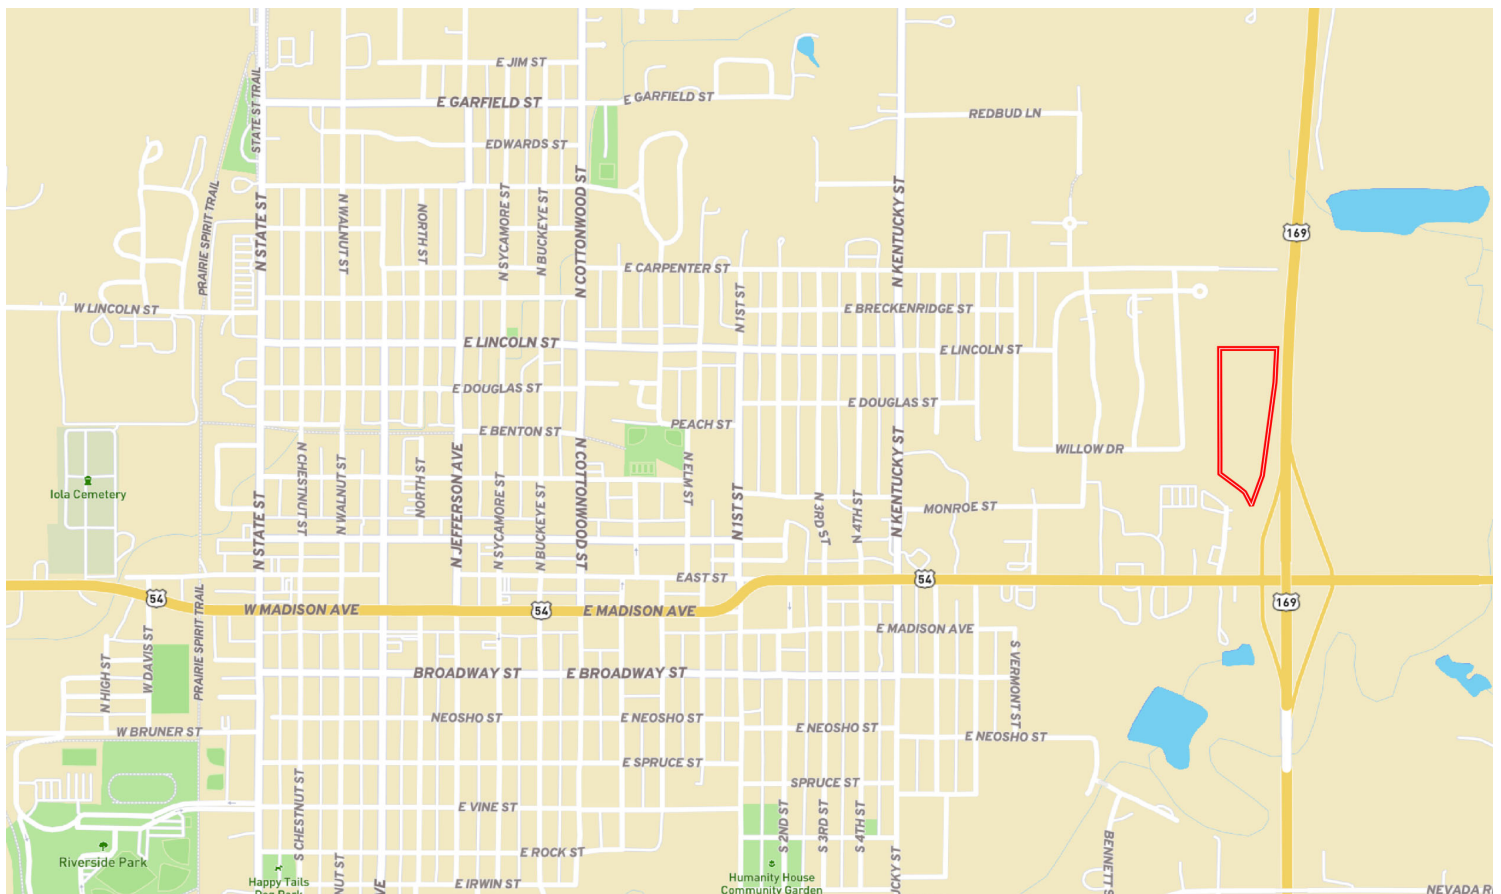 E JIM ST
E GARFIELD ST
E GARFIELD ST
STATE ST TRAIL
REDBUD LN
EDWARDS ST
PRAIRIE SPIRIT TRAIL
N STATE ST
N WALNUT ST
NORTH ST
N SYCAMORE ST
N BUCKEYE ST
N COTTONWOOD ST
N KENTUCKY ST
169
E CARPENTER ST
W LINCOLN ST
N 1ST ST
E BRECKENRIDGE ST
E LINCOLN ST
E LINCOLN ST
E DOUGLAS ST
E DOUGLAS ST
PEACH ST
E BENTON ST
WILLOW DR
Iola Cemetery
N STATE ST
N CHESTNUT ST
N WALNUT ST
NORTH ST
N JEFFERSON AVE
N SYCAMORE ST
N BUCKEYE ST
N COTTONWOOD ST
N ELM ST
N 1ST ST
N 3RD ST
N 4TH ST
N KENTUCKY ST
MONROE ST
EAST ST
54
54
54
169
W MADISON AVE
E MADISON AVE
E MADISON AVE
N HIGH ST
W DAVIS ST
PRAIRIE SPIRIT TRAIL
BROADWAY ST
E BROADWAY ST
S VERMONT ST
NEOSHO ST
E NEOSHO ST
E NEOSHO ST
E NEOSHO ST
W BRUNER ST
E SPRUCE ST
SPRUCE ST
S CHESTNUT ST
E VINE ST
S 2ND ST
S 3RD ST
S 4TH ST
E ROCK ST
Riverside Park
Happy Tails
Humanity House
Community Garden
E IRWIN ST
NUT ST
VE
UCKY ST
BENNETT S
NEVADA R